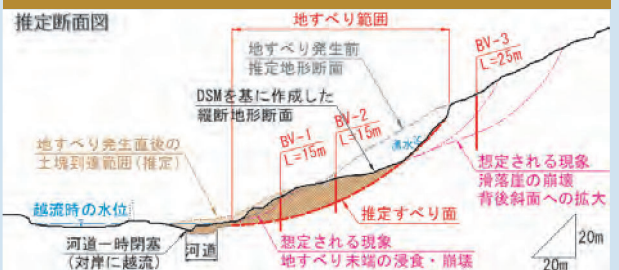 推定断面図
地すべり範囲
地すべり発生前
推定地形断面
BV-3
L=25m
DSMを基に作成した
縦断地形断面
BV-2
L=15m
BV-1
L=15m
湧水
地すべり発生直後の
土塊到達範囲(推定)
想定される現象
滑落崖の崩壊
背後斜面への拡大
越流時の水位
推定すべり面
河道一時閉塞
(対岸に越流)
河道
想定される現象
地すべり末端の浸食・崩壊
20m
20m